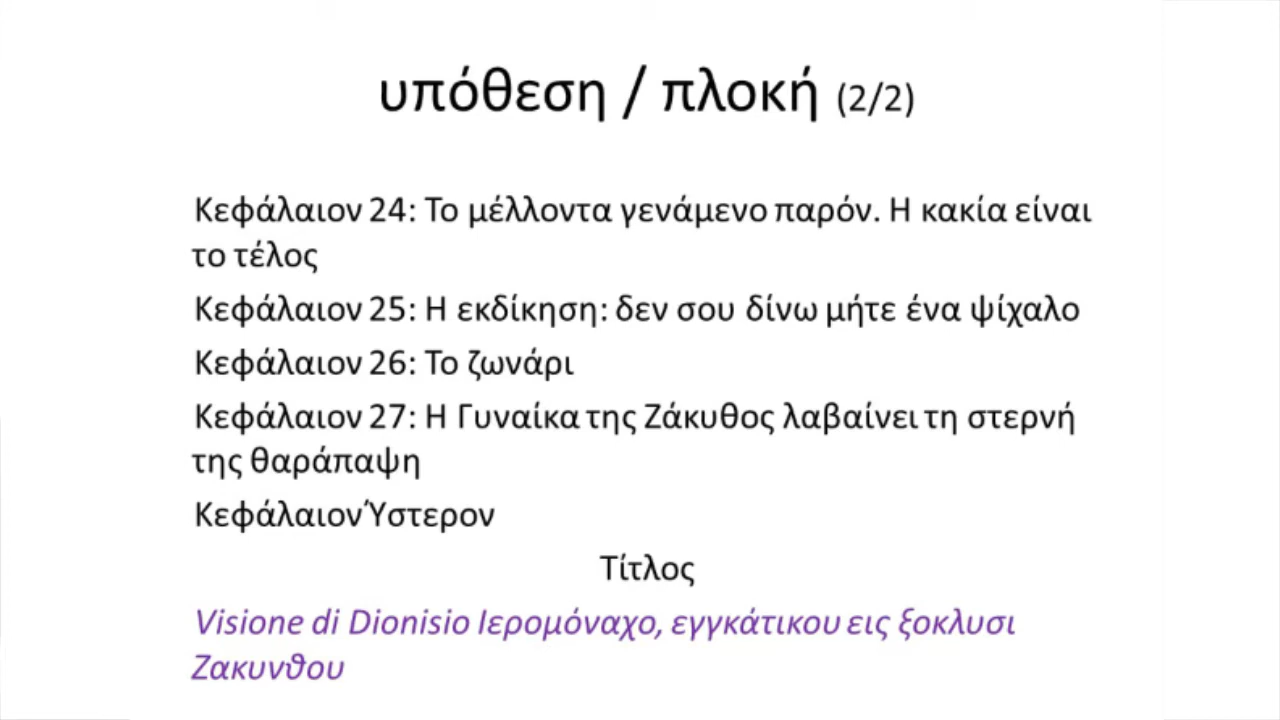 υπόθεση / πλοκή (2/2)
Κεφάλαιον 24: Το μέλλοντα γενάμενο παρόν. Η κακία είναι
το τέλος
Κεφάλαιον 25: Η εκδίκηση: δεν σου δίνω μήτε ένα ψίχαλο
Κεφάλαιον 26: Το ζωνάρι
Κεφάλαιον 27: Η Γυναίκα της Ζάκυθος λαβαίνει τη στερνή
της θαράπαψη
Κεφάλαιον Ύστερον
Τίτλος
Visione di Dionisio Ιερομόναχο, εγγκάτικου εις ξοκλυσι
Ζακυνθου